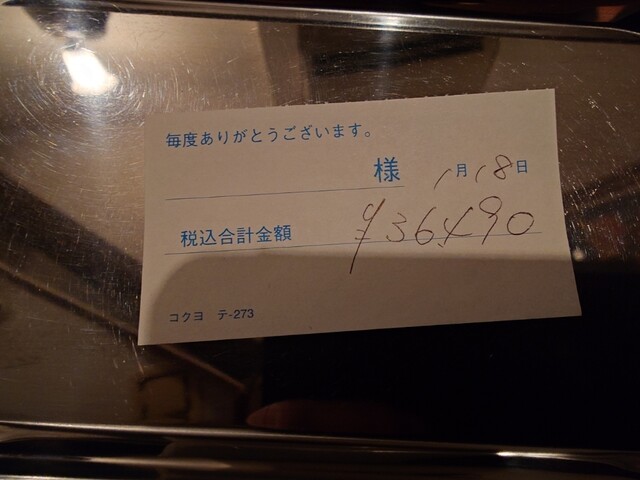 毎度ありがとうございます。
様 1月18日
税込合計金額 ¥36,490
コクヨ テ-273